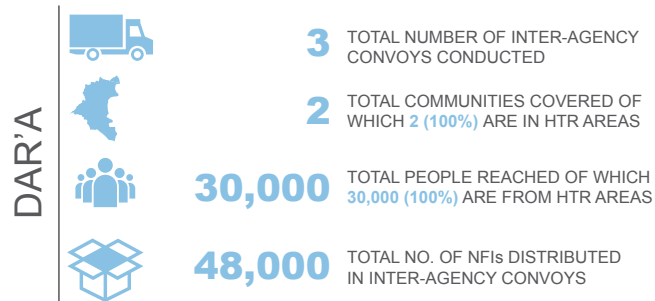 DAR'A
3 TOTAL NUMBER OF INTER-AGENCY
CONVOYS CONDUCTED
2 TOTAL COMMUNITIES COVERED OF
WHICH 2 (100%) ARE IN HTR AREAS
30,000 TOTAL PEOPLE REACHED OF WHICH
30,000 (100%) ARE FROM HTR AREAS
48,000 TOTAL NO. OF NFIs DISTRIBUTED
IN INTER-AGENCY CONVOYS